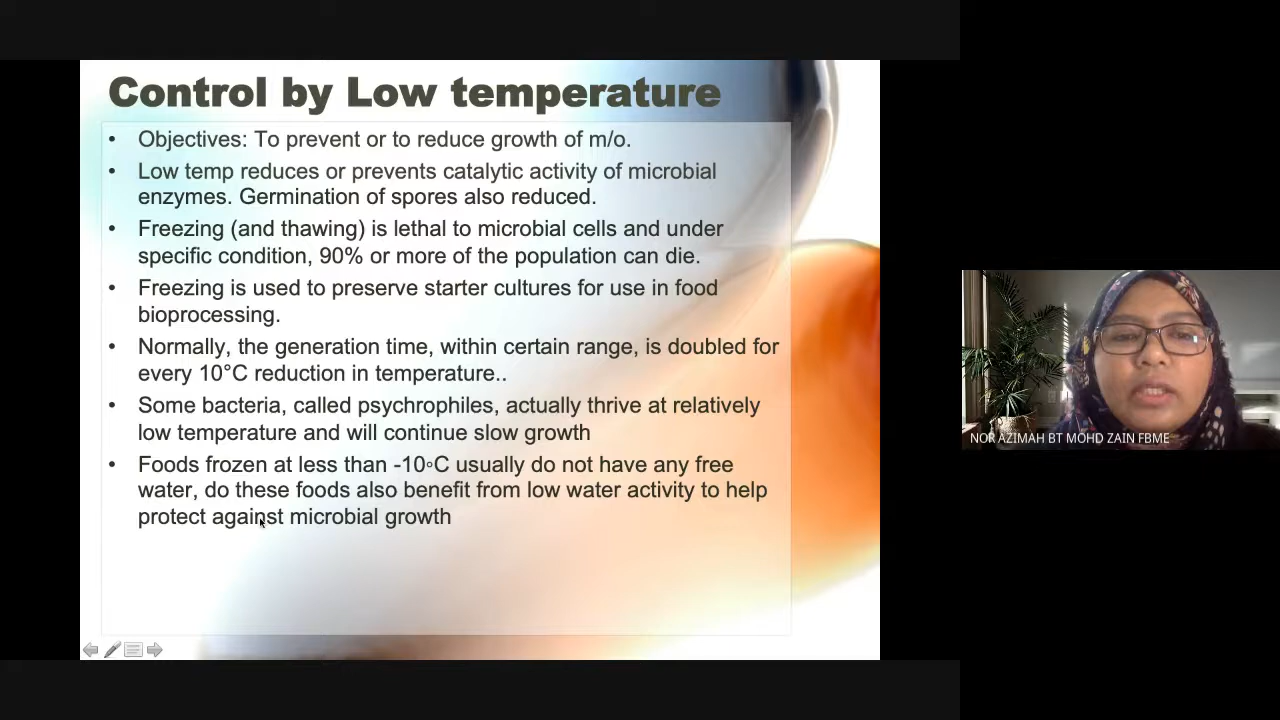 Control by Low temperature
• Objectives: To prevent or to reduce growth of m/o.
• Low temp reduces or prevents catalytic activity of microbial
enzymes. Germination of spores also reduced.
• Freezing (and thawing) is lethal to microbial cells and under
specific condition, 90% or more of the population can die.
• Freezing is used to preserve starter cultures for use in food
bioprocessing.
• Normally, the generation time, within certain range, is doubled for
every 10°C reduction in temperature..
• Some bacteria, called psychrophiles, actually thrive at relatively
low temperature and will continue slow growth
• Foods frozen at less than -10◦C usually do not have any free
water, do these foods also benefit from low water activity to help
protect against microbial growth
NOR AZIMAH BT MOHD ZAIN FBME